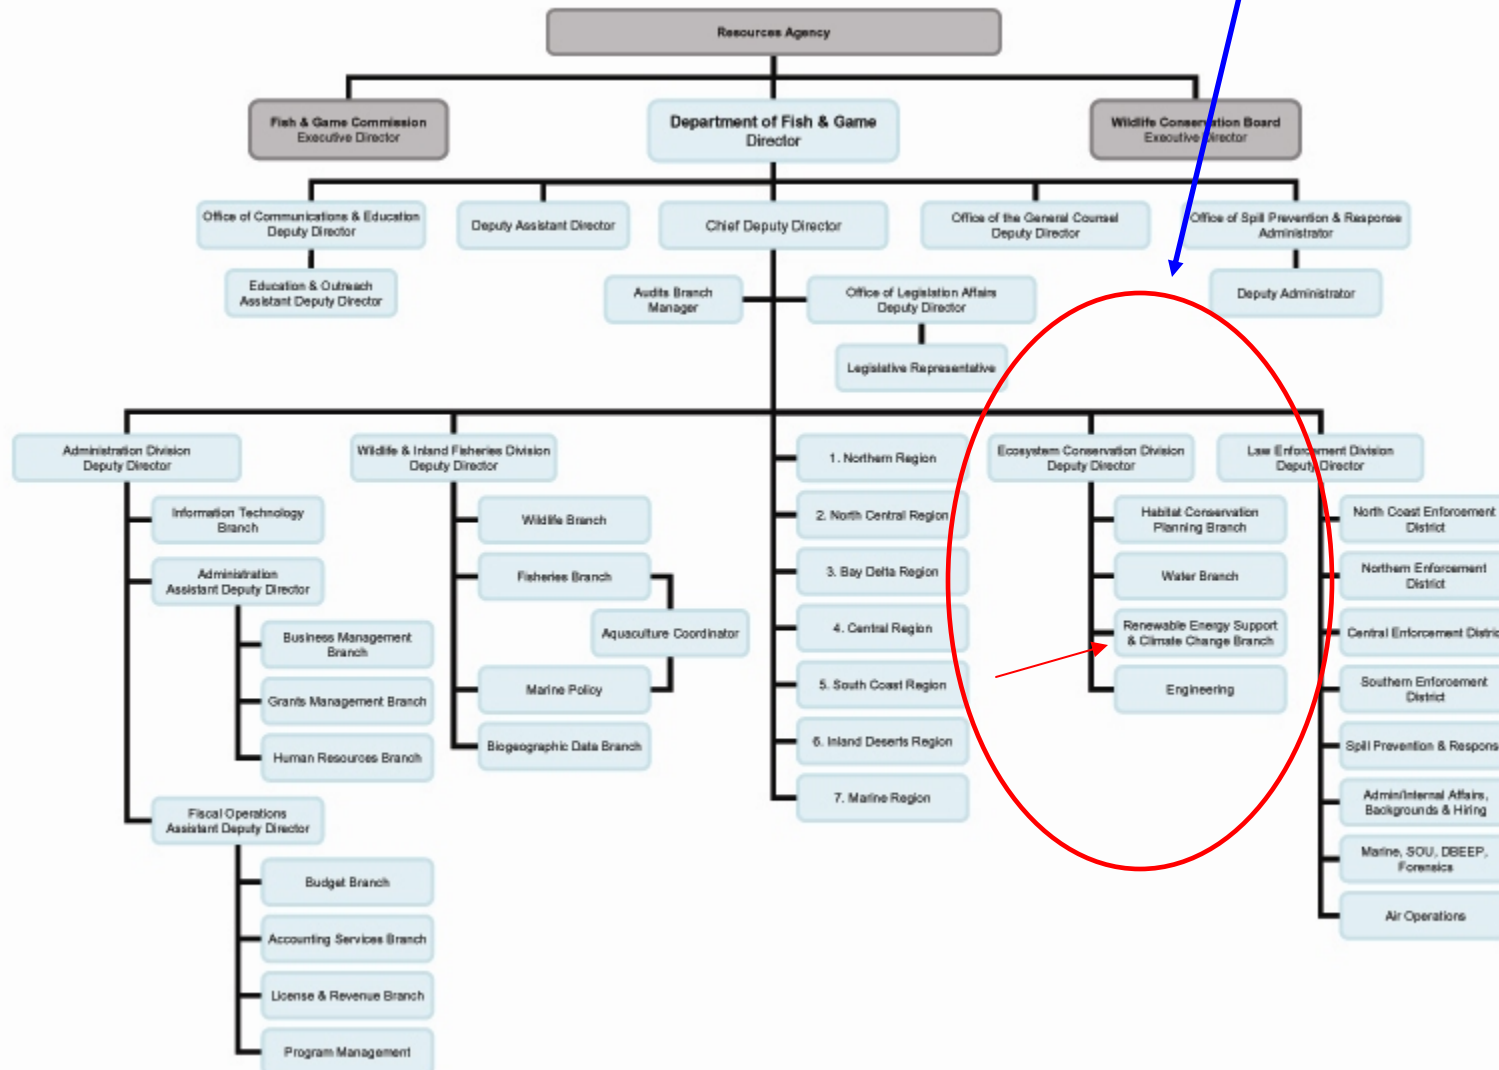 Resources Agency
Fish & Game Commission
Executive Director
Department of Fish & Game
Director
Wildlife Conservation Board
Executive Director
Office of Communications & Education
Deputy Director
Deputy Assistant Director
Chief Deputy Director
Office of the General Counsel
Deputy Director
Office of Spill Prevention & Response
Administrator
Education & Outreach
Assistant Deputy Director
Audits Branch
Manager
Office of Legislation Affairs
Deputy Director
Deputy Administrator
Legislative Representative
Administration Division
Deputy Director
Information Technology
Branch
Administration
Assistant Deputy Director
Business Management
Branch
Grants Management Branch
Human Resources Branch
Fiscal Operations
Assistant Deputy Director
Budget Branch
Accounting Services Branch
License & Revenue Branch
Program Management
Wildlife & Inland Fisheries Division
Deputy Director
Wildlife Branch
Fisheries Branch
Aquaculture Coordinator
Marine Policy
Biogeographic Data Branch
1. Northern Region
2. North Central Region
3. Bay Delta Region
4. Central Region
5. South Coast Region
6. Inland Deserts Region
7. Marine Region
Ecosystem Conservation Division
Deputy Director
Habitat Conservation
Planning Branch
Water Branch
Renewable Energy Support
& Climate Change Branch
Engineering
Law Enforcement Division
Deputy Director
North Coast Enforcement
District
Northern Enforcement
District
Central Enforcement Distric
Southern Enforcement
District
Spill Prevention & Respons
Admin/Internal Affairs,
Backgrounds & Hiring
Marine, SOU, DBEEP,
Forensics
Air Operations